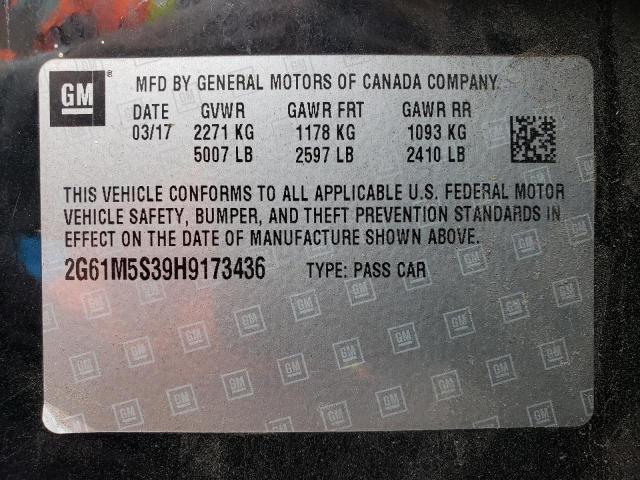 GM ® MFD BY GENERAL MOTORS OF CANADA COMPANY
DATE GVWR GAWR FRT GAWR RR
03/17 2271 KG 1178 KG 1093 KG
5007 LB 2597 LB 2410 LB
THIS VEHICLE CONFORMS TO ALL APPLICABLE U.S. FEDERAL MOTOR
VEHICLE SAFETY, BUMPER, AND THEFT PREVENTION STANDARDS IN
EFFECT ON THE DATE OF MANUFACTURE SHOWN ABOVE.
2G61M5S39H9173436 TYPE: PASS CAR